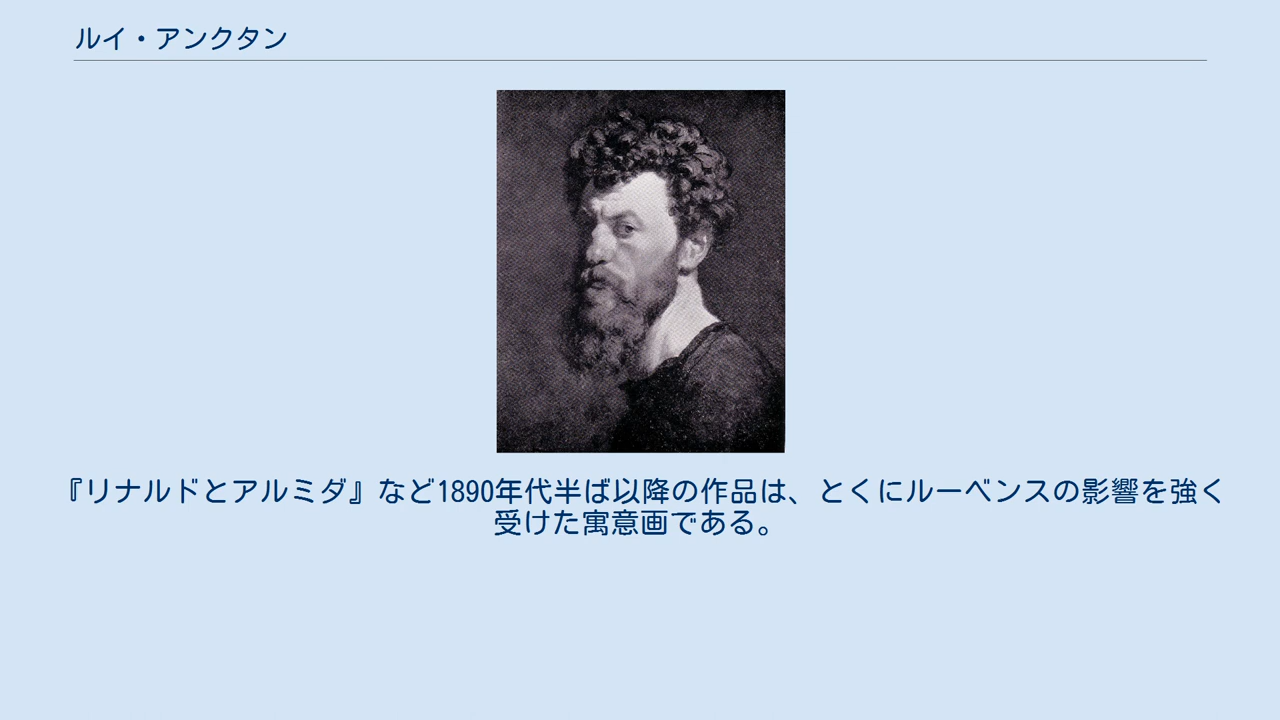 ルイ・アンクタン
『リナルドとアルミダ』など1890年代半ば以降の作品は、とくにルーベンスの影響を強く
受けた寓意画である。